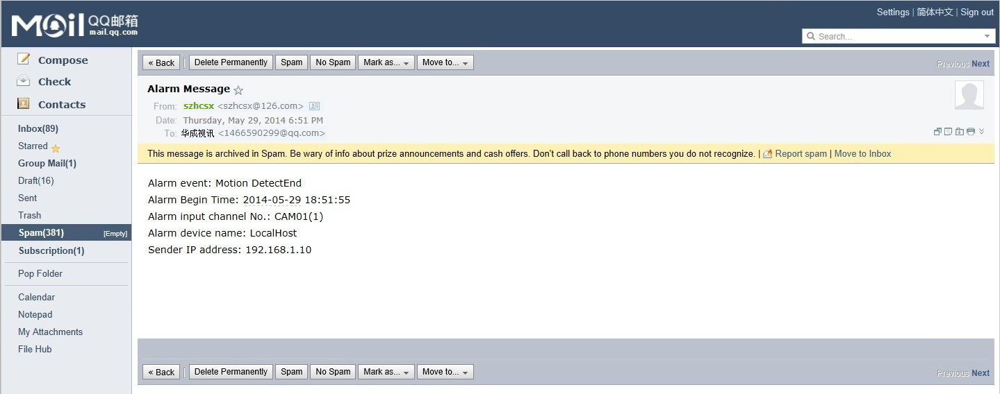 Mail QQ邮箱
mail.qq.com
Settings | 简体中文 | Sign out
Search...
Compose
Check
Contacts
Inbox(89)
Starred
Group Mail(1)
Draft(16)
Sent
Trash
Spam(381) [Empty]
Subscription(1)
Pop Folder
Calendar
Notepad
My Attachments
File Hub
« Back | Delete Permanently Spam No Spam Mark as... Move to... Previous Next
Alarm Message
From: szhcsx <szhcsx@126.com>
Date: Thursday, May 29, 2014 6:51 PM
To: 华成视讯 <1466590299@qq.com>
This message is archived in Spam. Be wary of info about prize announcements and cash offers. Don't call back to phone numbers you do not recognize. | Report spam | Move to Inbox
Alarm event: Motion DetectEnd
Alarm Begin Time: 2014-05-29 18:51:55
Alarm input channel No.: CAM01(1)
Alarm device name: LocalHost
Sender IP address: 192.168.1.10
« Back | Delete Permanently Spam No Spam Mark as... Move to... Previous Next